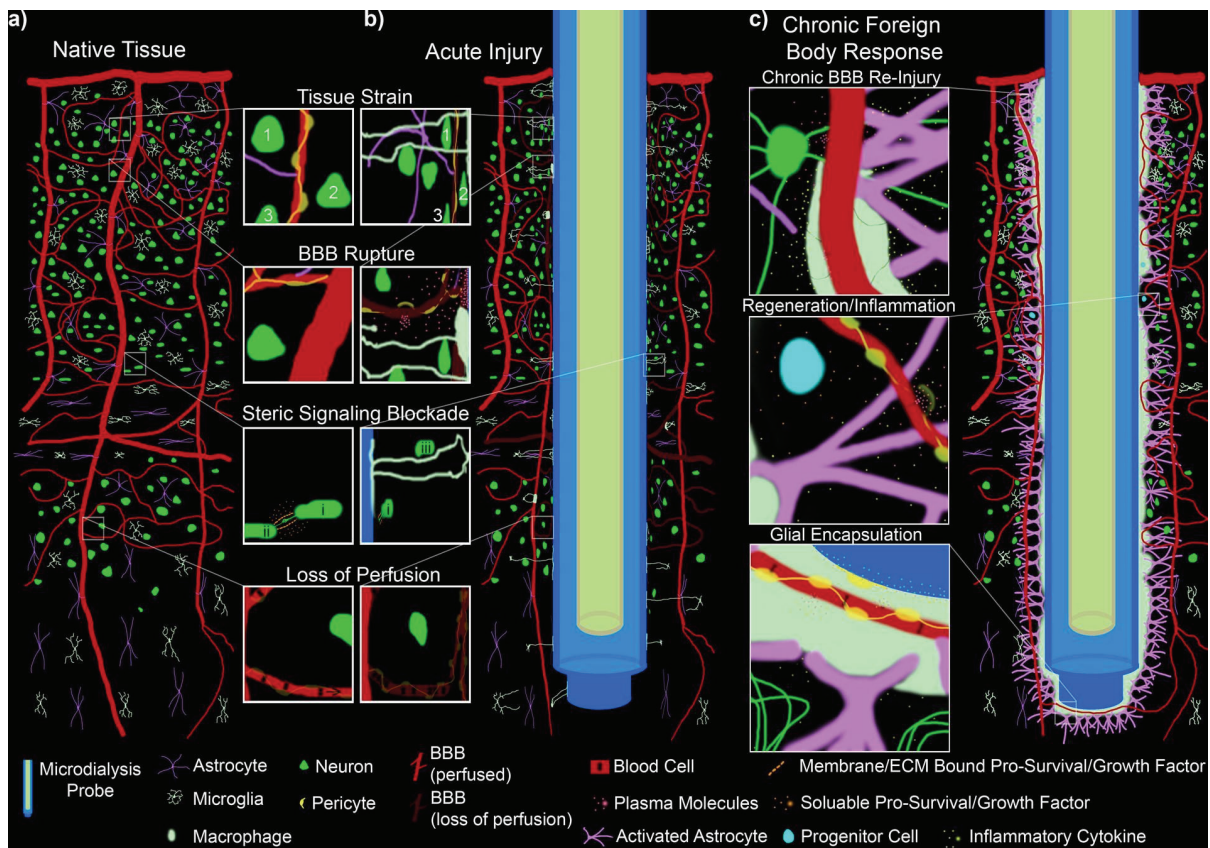 a)
Native Tissue
b)
Acute Injury
c)
Chronic Foreign
Body Response
Chronic BBB Re-Injury
Tissue Strain
1
2
3
1
2
3
BBB Rupture
Regeneration/Inflammation
Steric Signaling Blockade
i
ii
iii
i
Glial Encapsulation
Loss of Perfusion
Microdialysis
Probe
Astrocyte
Microglia
Macrophage
Neuron
Pericyte
BBB
(perfused)
BBB
(loss of perfusion)
Blood Cell
Plasma Molecules
Activated Astrocyte
Membrane/ECM Bound Pro-Survival/Growth Factor
Soluable Pro-Survival/Growth Factor
Progenitor Cell
Inflammatory Cytokine